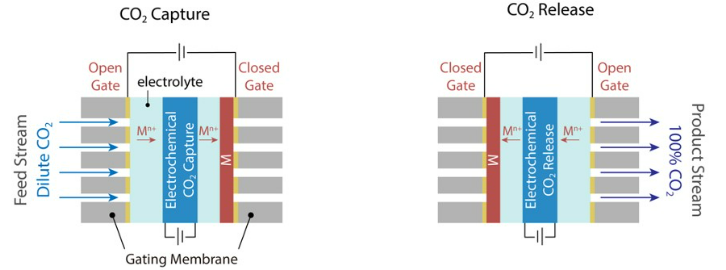 CO₂ Capture
Open
Gate
electrolyte
Closed
Gate
Feed Stream
Dilute CO₂
Mⁿ⁺
Electrochemical
CO₂ Capture
Mⁿ⁺
M
Gating Membrane
CO₂ Release
Closed
Gate
Open
Gate
M
Mⁿ⁺
Electrochemical
CO₂ Release
Mⁿ⁺
Product Stream
100% CO₂